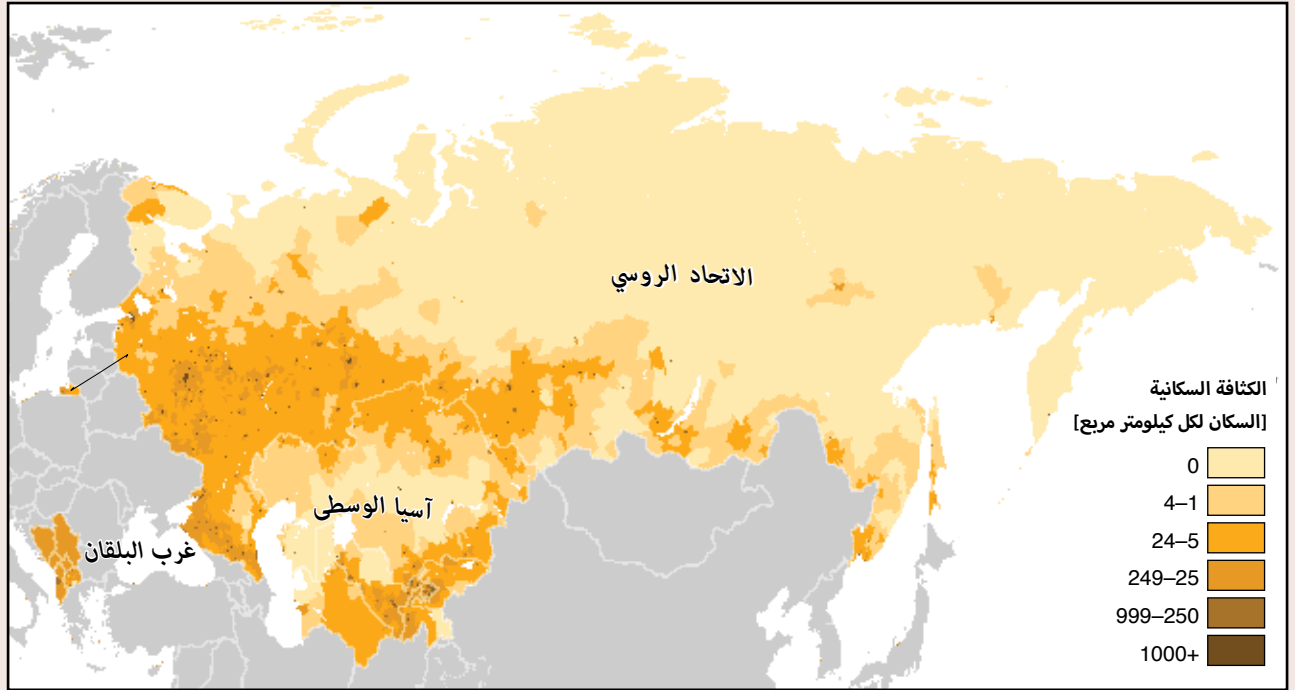 الاتحاد الروسي
آسيا الوسطى
غرب البلقان
الكثافة السكانية
[السكان لكل كيلومتر مربع]
0
4–1
24–5
249–25
999–250
1000+